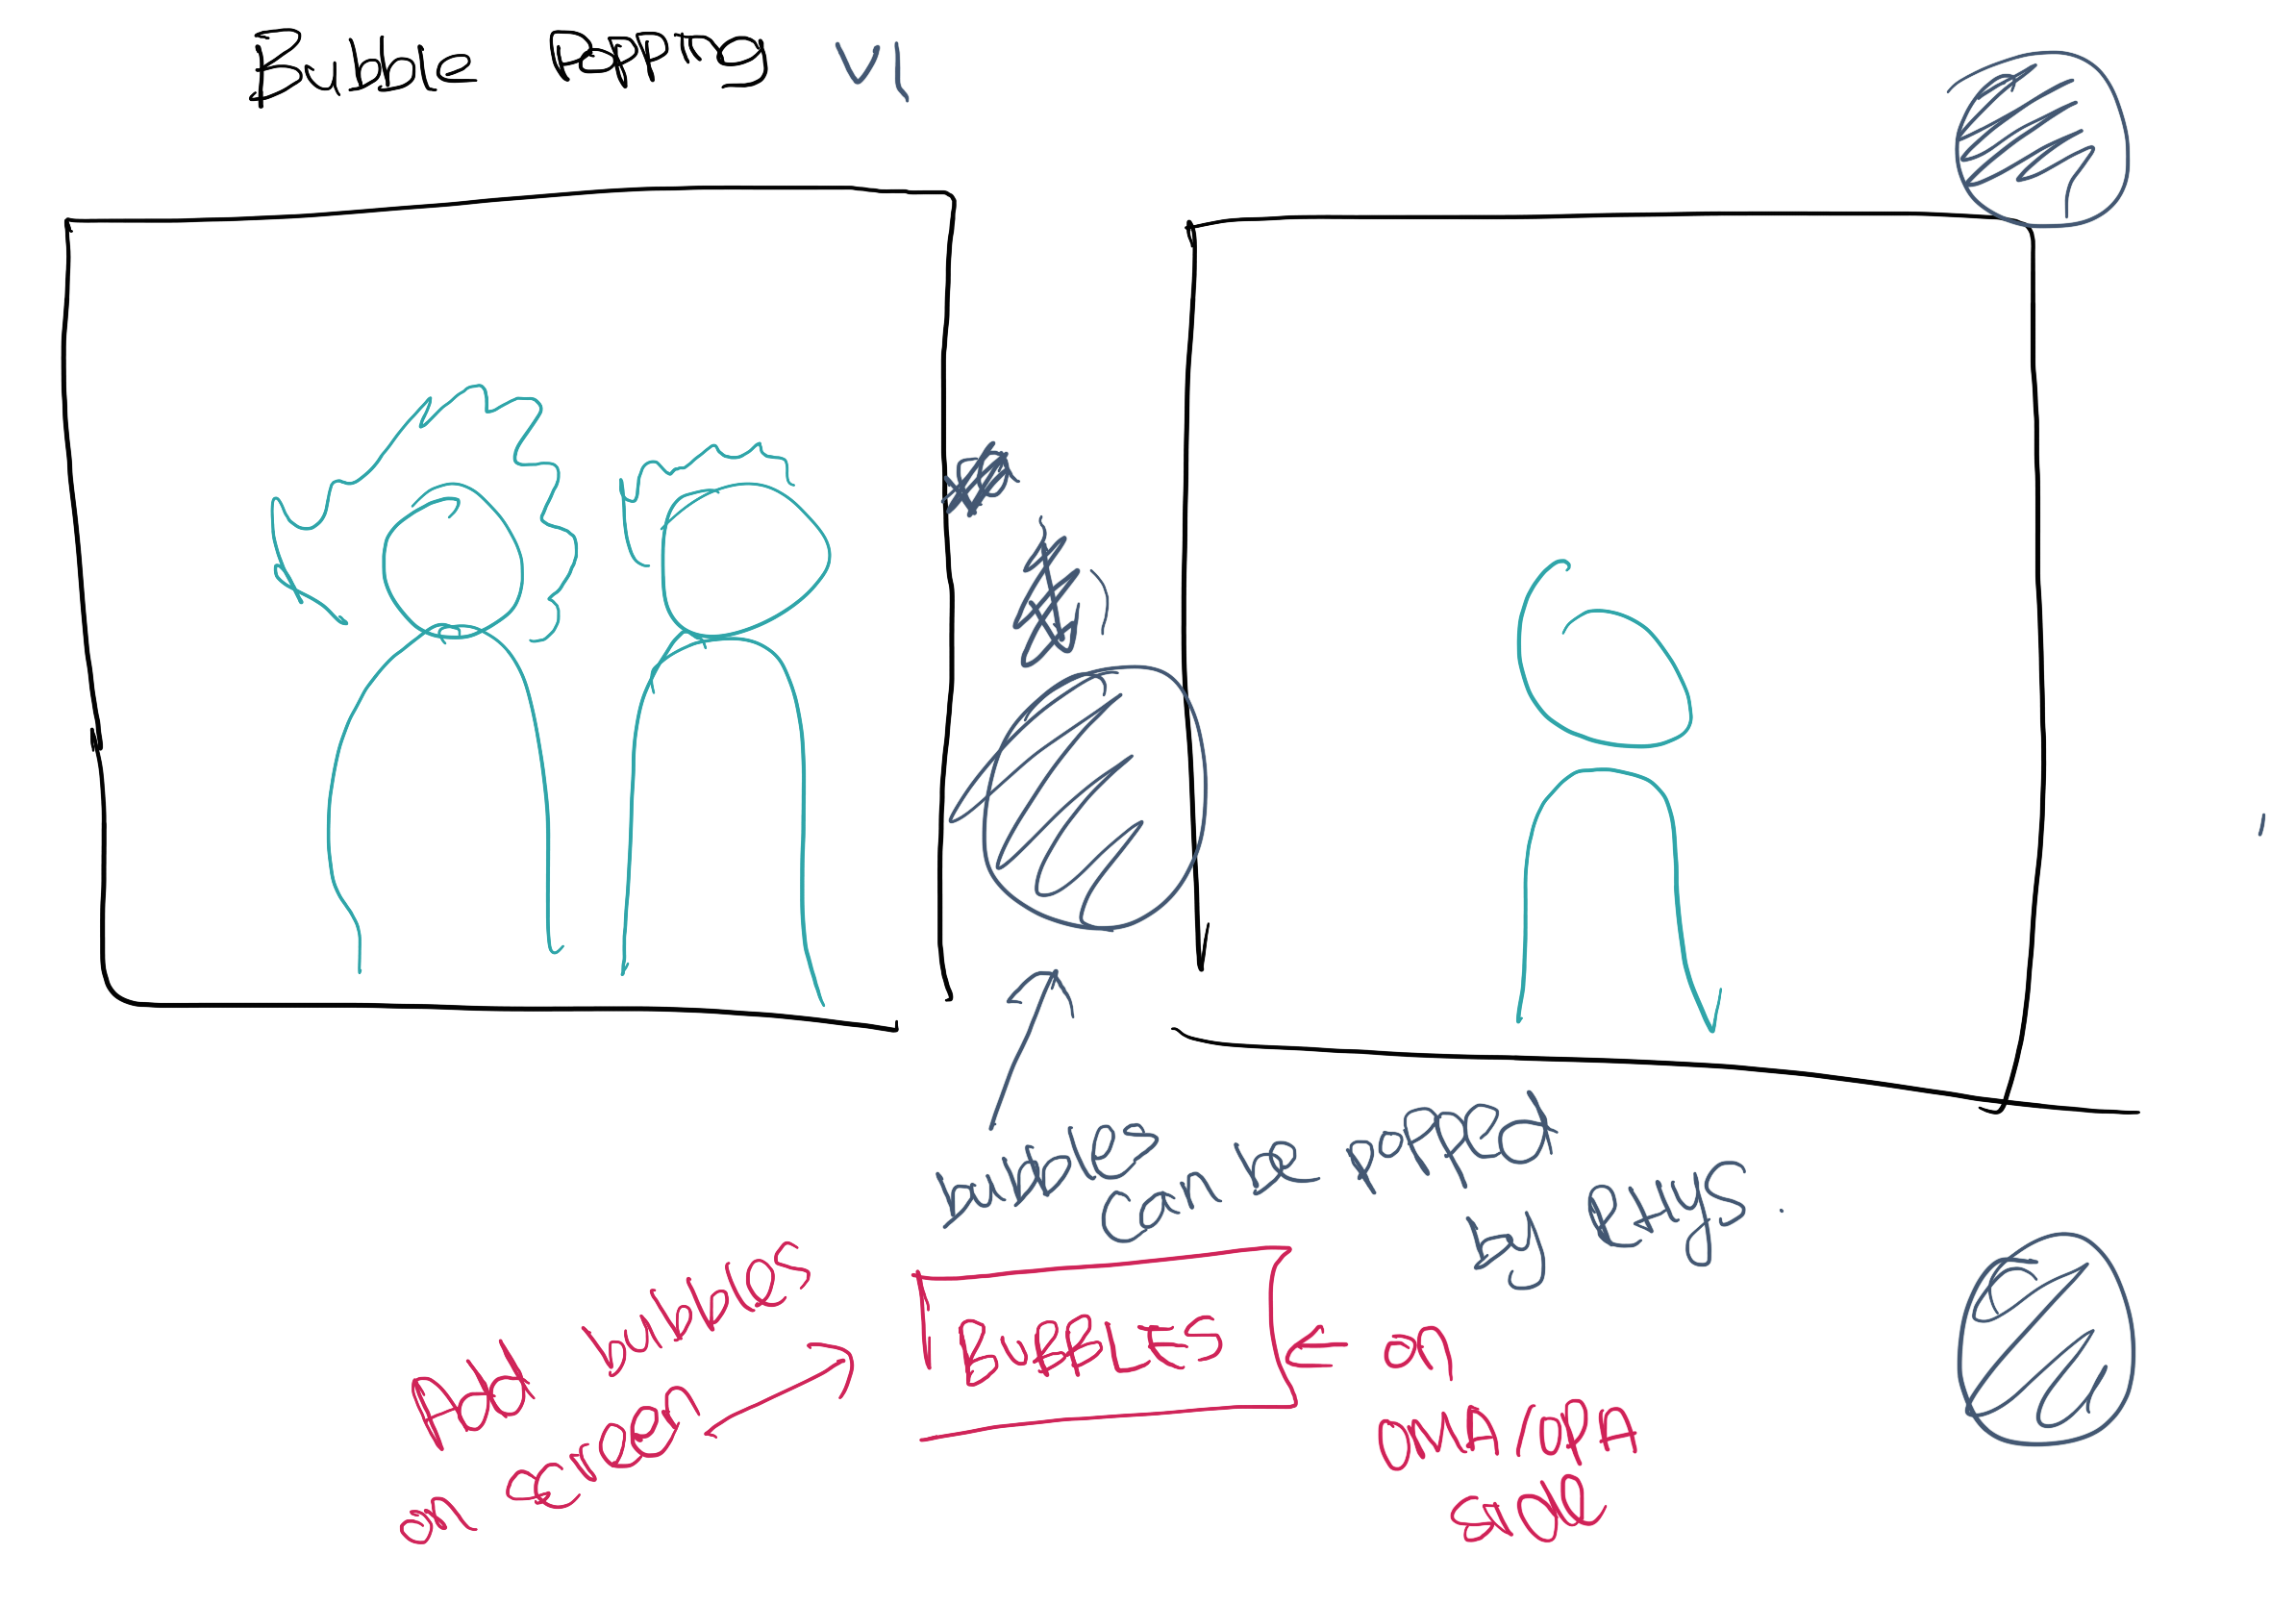 Bubble Popping V1
bubbles
can be popped
by Rhys.
Add bubbles
on screen
BUBBLES
on
OMA/OPA
side